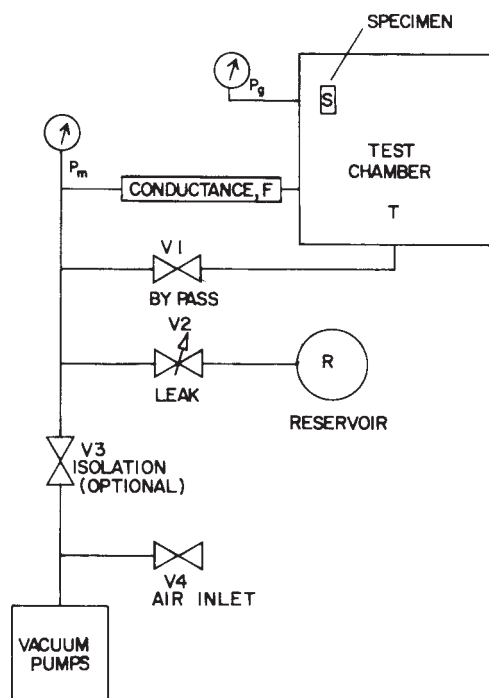 SPECIMEN
Pg
S
Pm
TEST
CHAMBER
CONDUCTANCE, F
T
V1
BY PASS
V2
LEAK
R
RESERVOIR
V3
ISOLATION
(OPTIONAL)
V4
AIR INLET
VACUUM
PUMPS